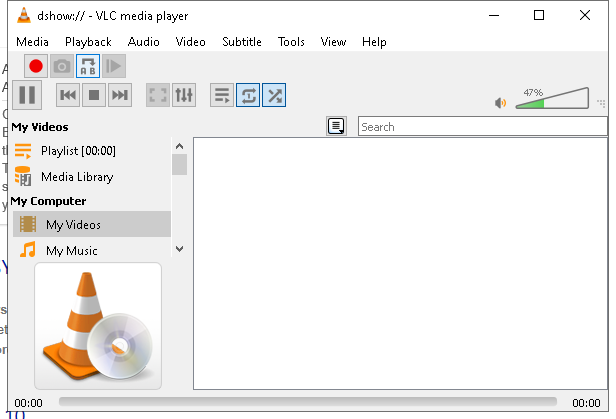 dshow:// - VLC media player
Media Playback Audio Video Subtitle Tools View Help
A B
47%
My Videos
Search
Playlist [00:00]
Media Library
My Computer
My Videos
My Music
00:00 00:00
10